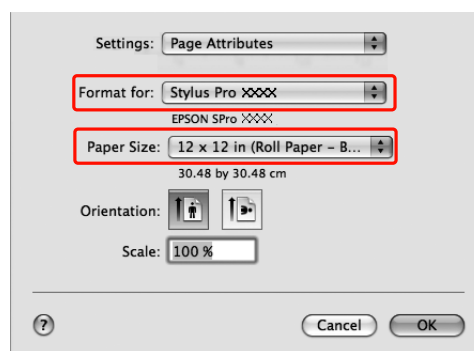 Settings: Page Attributes
Format for: Stylus Pro XXXX
EPSON SPro XXXX
Paper Size: 12 x 12 in (Roll Paper – B...
30.48 by 30.48 cm
Orientation:
Scale: 100 %
? Cancel OK